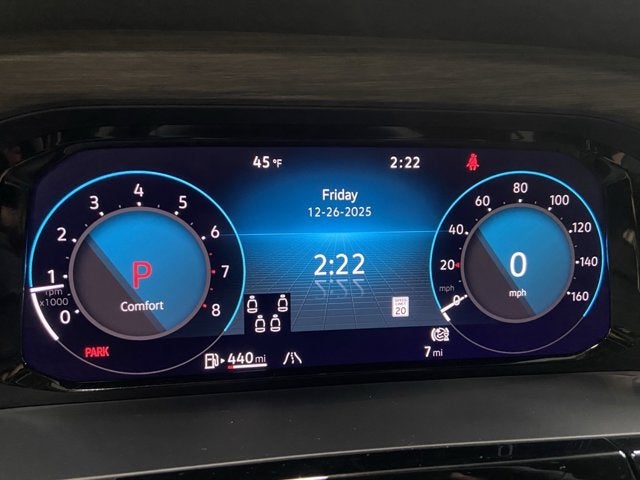 45 °F
2:22
Friday
12-26-2025
2:22
0
1
2
3
4
5
6
7
8
rpm
x1000
P
Comfort
0
20
40
60
80
100
120
140
160
mph
0
mph
SPEED
LIMIT
20
PARK
440 mi
7 mi